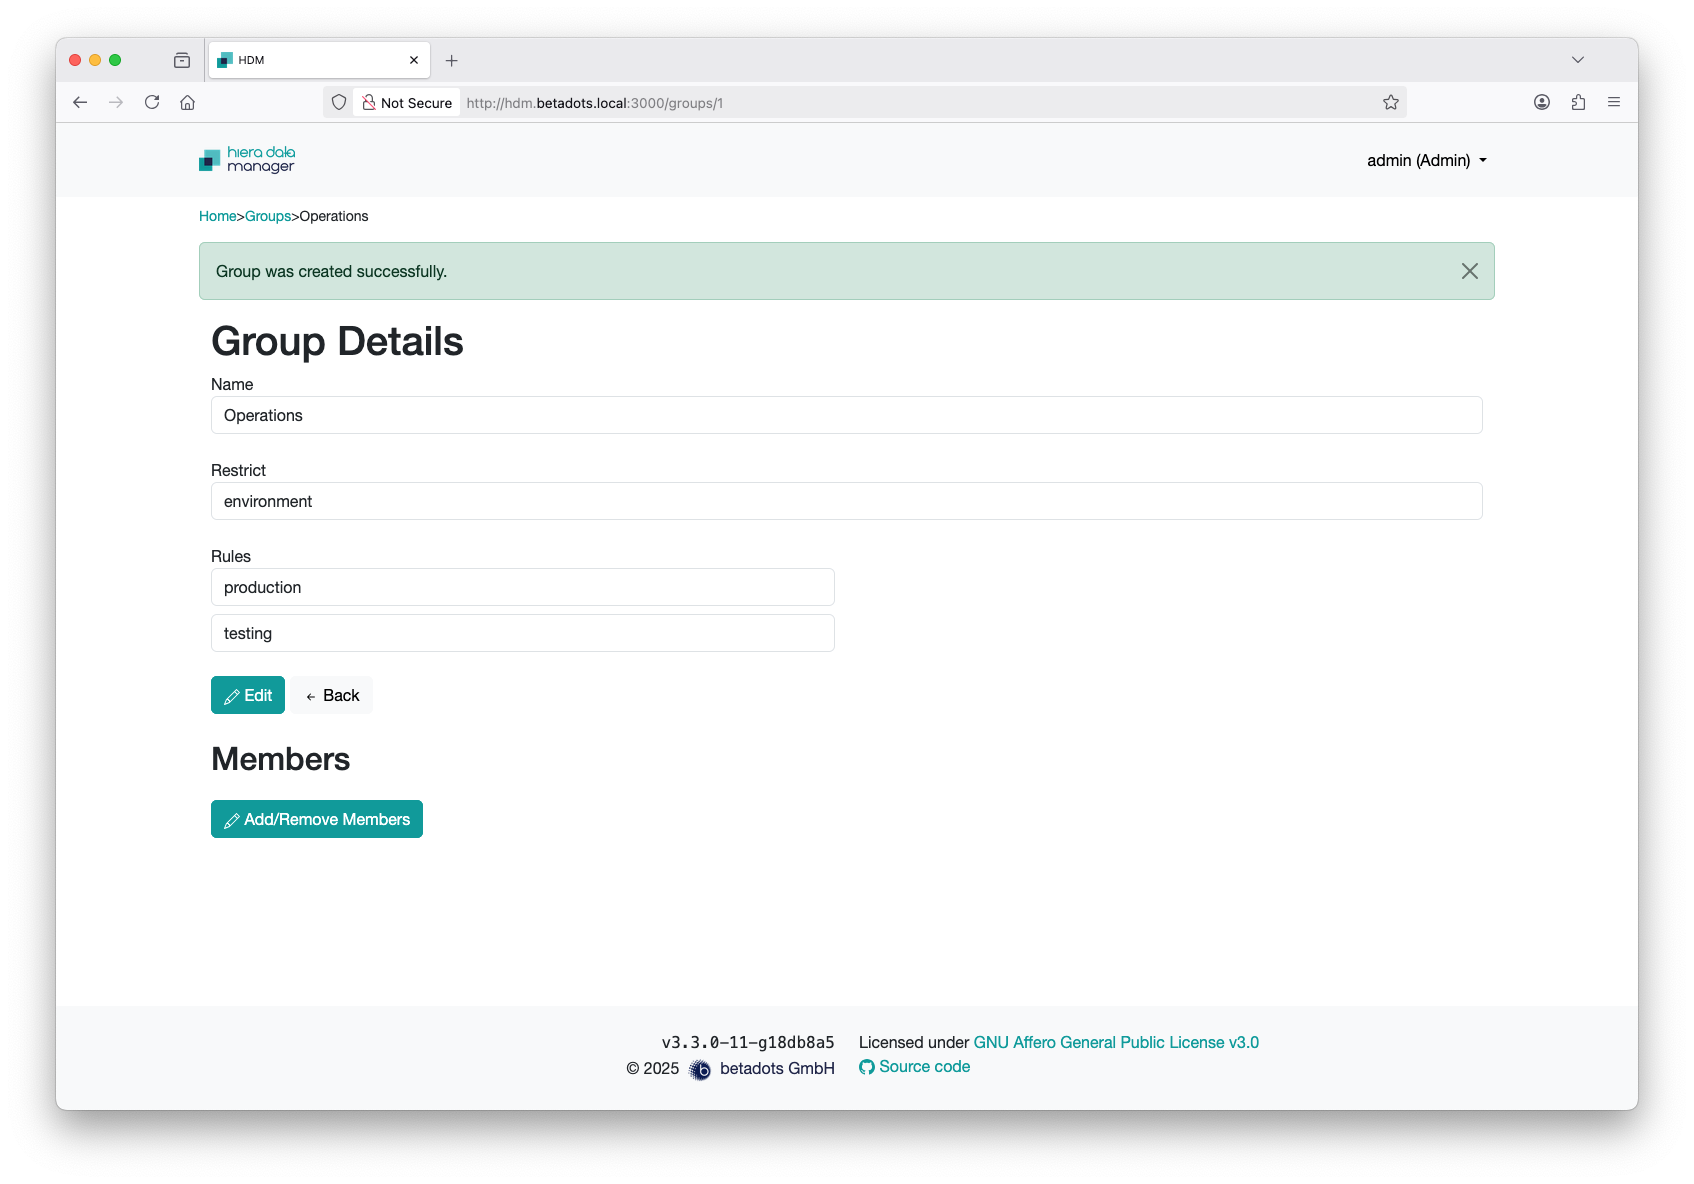 HDM
Not Secure http://hdm.betadots.local:3000/groups/1
hiera data
manager
admin (Admin)
Home>Groups>Operations
Group was created successfully.
Group Details
Name
Operations
Restrict
environment
Rules
production
testing
Edit
← Back
Members
Add/Remove Members
v3.3.0-11-g18db8a5
© 2025 betadots GmbH
Licensed under GNU Affero General Public License v3.0
Source code